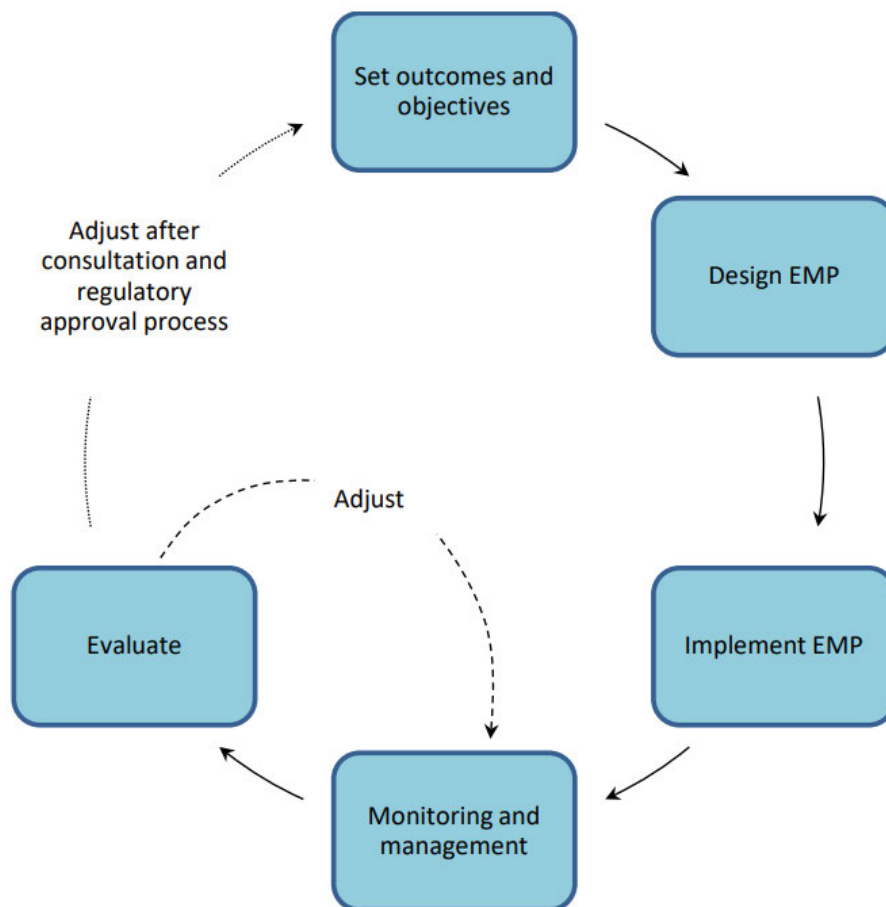 Set outcomes and
objectives
Design EMP
Implement EMP
Monitoring and
management
Evaluate
Adjust
Adjust after
consultation and
regulatory
approval process